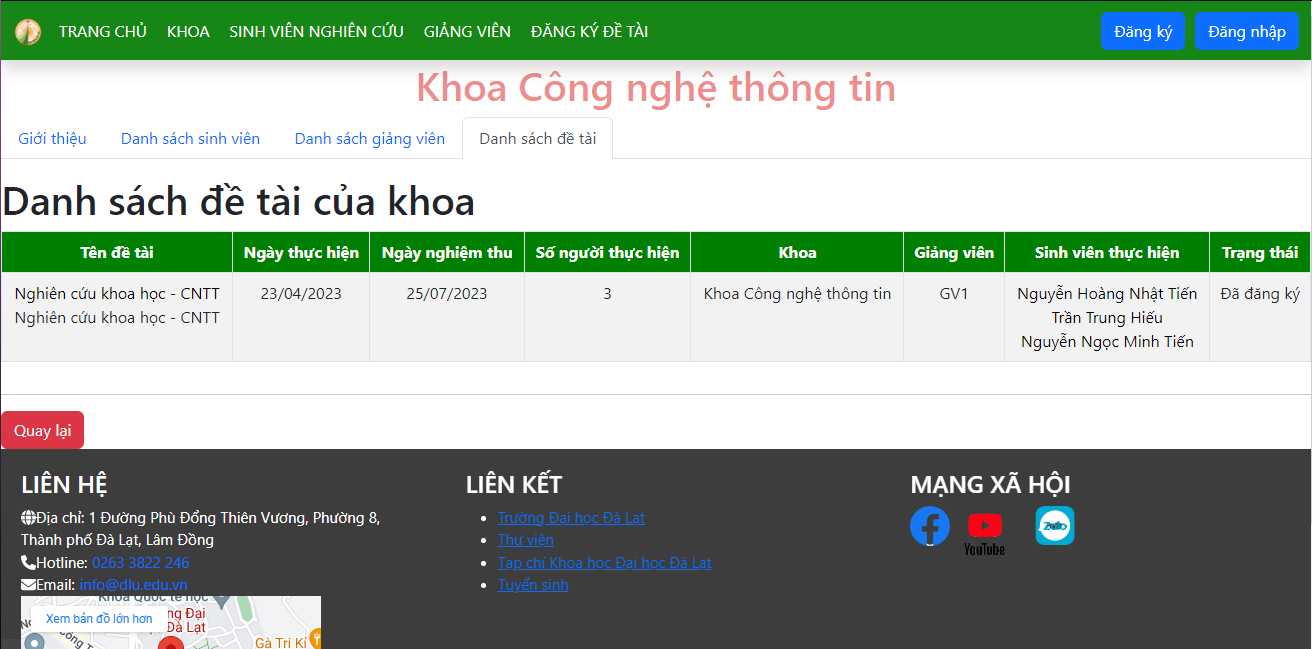 TRANG CHỦ KHOA SINH VIÊN NGHIÊN CỨU GIẢNG VIÊN ĐĂNG KÝ ĐỀ TÀI Đăng ký Đăng nhập
Khoa Công nghệ thông tin
Giới thiệu Danh sách sinh viên Danh sách giảng viên Danh sách đề tài
Danh sách đề tài của khoa
Tên đề tài Ngày thực hiện Ngày nghiệm thu Số người thực hiện Khoa Giảng viên Sinh viên thực hiện Trạng thái
Nghiên cứu khoa học - CNTT 23/04/2023 25/07/2023 3 Khoa Công nghệ thông tin GV1 Nguyễn Hoàng Nhật Tiến Đã đăng ký
Nghiên cứu khoa học - CNTT Trần Trung Hiếu
Nguyễn Ngọc Minh Tiến
Quay lại
LIÊN HỆ
Địa chỉ: 1 Đường Phù Đổng Thiên Vương, Phường 8,
Thành phố Đà Lạt, Lâm Đồng
Hotline: 0263 3822 246
Email: info@dlu.edu.vn
Khoa Quốc tế học
Xem bản đồ lớn hơn
ng Đại
Đà Lạt
Gà Tri Kỉ
LIÊN KẾT
Trường Đại học Đà Lạt
Thư viện
Tạp chí Khoa học Đại học Đà Lạt
Tuyển sinh
MẠNG XÃ HỘI
YouTube
Zalo